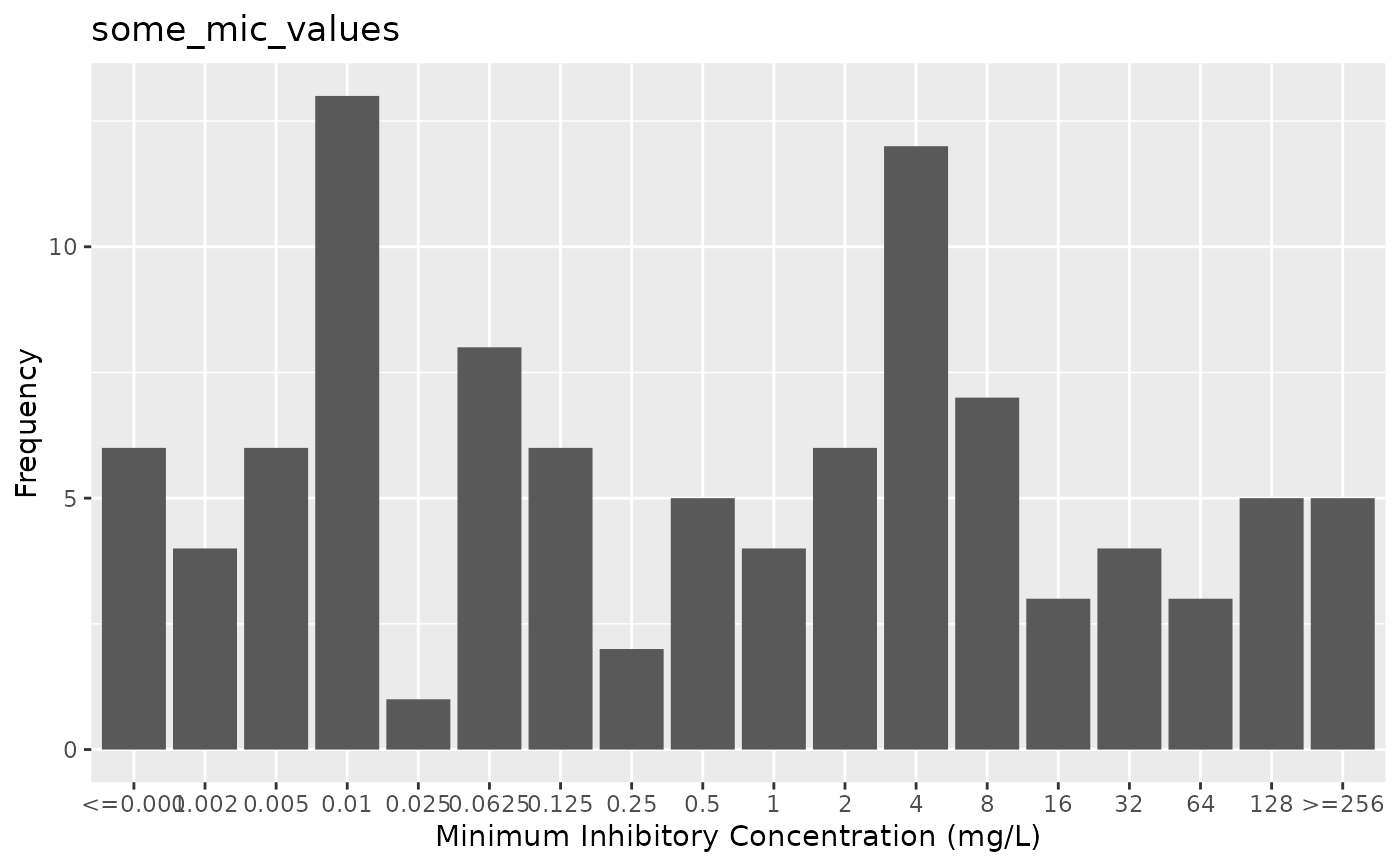 some_mic_values
Frequency
10
5
0
<=0.001 0.002 0.005 0.01 0.025 0.0625 0.125 0.25 0.5 1 2 4 8 16 32 64 128 >=256
Minimum Inhibitory Concentration (mg/L)